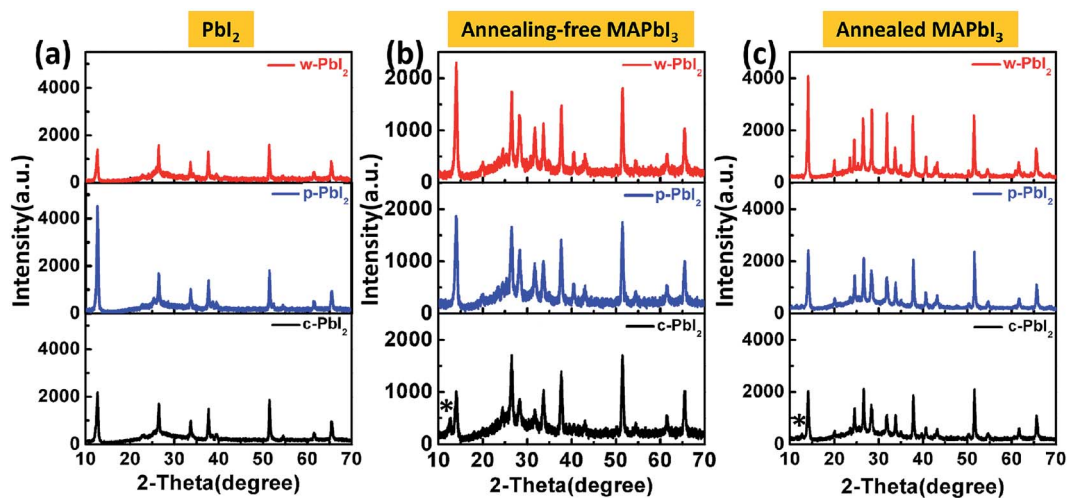 PbI₂
Annealing-free MAPbI₃
Annealed MAPbI₃
(a)
(b)
(c)
Intensity(a.u.)
w-PbI₂
4000
2000
0
p-PbI₂
4000
2000
0
c-PbI₂
4000
2000
0
10 20 30 40 50 60 70
2-Theta(degree)
Intensity(a.u.)
w-PbI₂
2000
1000
0
p-PbI₂
2000
1000
0
c-PbI₂
2000
1000
*
0
10 20 30 40 50 60 70
2-Theta(degree)
Intensity(a.u.)
w-PbI₂
4000
2000
0
p-PbI₂
4000
2000
0
c-PbI₂
4000
2000
*
0
10 20 30 40 50 60 70
2-Theta(degree)